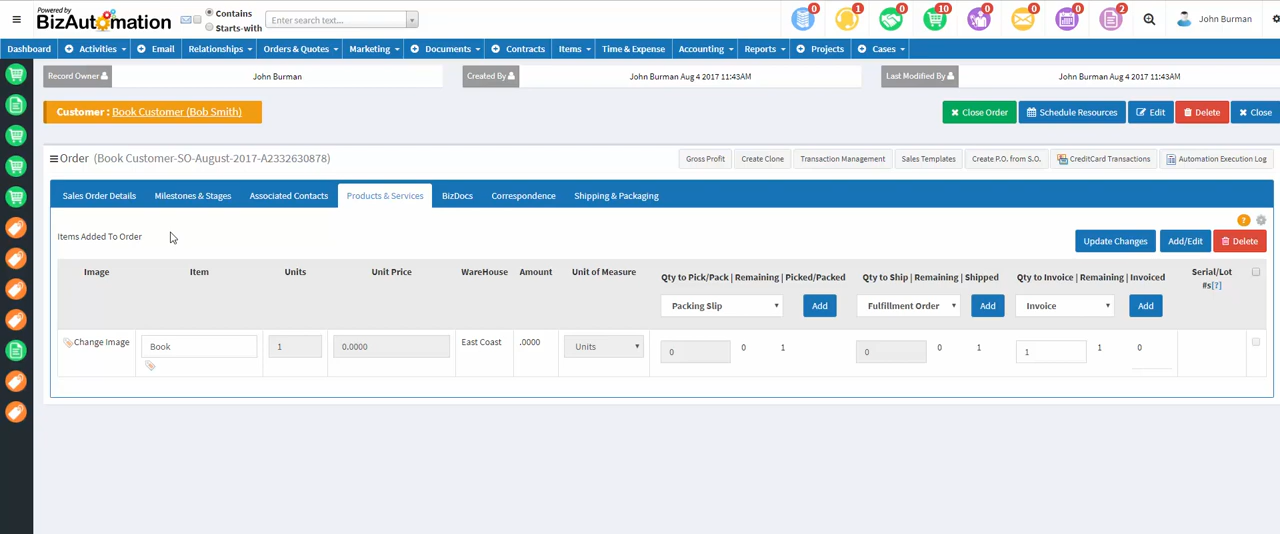 Powered by
BizAutomation
Contains
Starts-with
Enter search text...
0
1
0
10
0
0
0
2
John Burman
Dashboard
Activities
Email
Relationships
Orders & Quotes
Marketing
Documents
Contracts
Items
Time & Expense
Accounting
Reports
Projects
Cases
Record Owner
John Burman
Created By
John Burman Aug 4 2017 11:43AM
Last Modified By
John Burman Aug 4 2017 11:43AM
Customer : Book Customer (Bob Smith)
Close Order
Schedule Resources
Edit
Delete
Close
Order (Book Customer-SO-August-2017-A2332630878)
Gross Profit
Create Clone
Transaction Management
Sales Templates
Create P.O. from S.O.
CreditCard Transactions
Automation Execution Log
Sales Order Details
Milestones & Stages
Associated Contacts
Products & Services
BizDocs
Correspondence
Shipping & Packaging
?
Items Added To Order
Update Changes
Add/Edit
Delete
Image
Item
Units
Unit Price
WareHouse
Amount
Unit of Measure
Qty to Pick/Pack | Remaining | Picked/Packed
Qty to Ship | Remaining | Shipped
Qty to Invoice | Remaining | Invoiced
Serial/Lot
#s[?]
Packing Slip
Add
Fulfillment Order
Add
Invoice
Add
Change Image
Book
1
0.0000
East Coast
.0000
Units
0
0
1
0
0
1
1
1
0